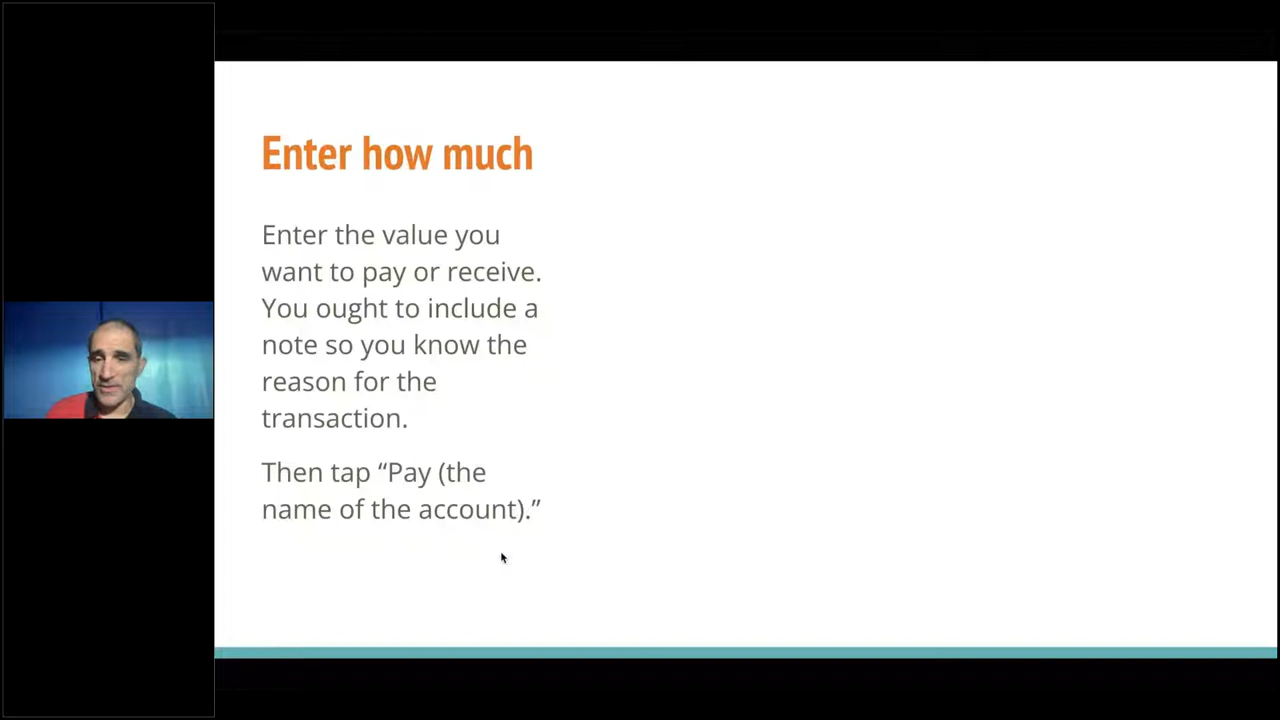 Enter how much
Enter the value you
want to pay or receive.
You ought to include a
note so you know the
reason for the
transaction.
Then tap “Pay (the
name of the account).”